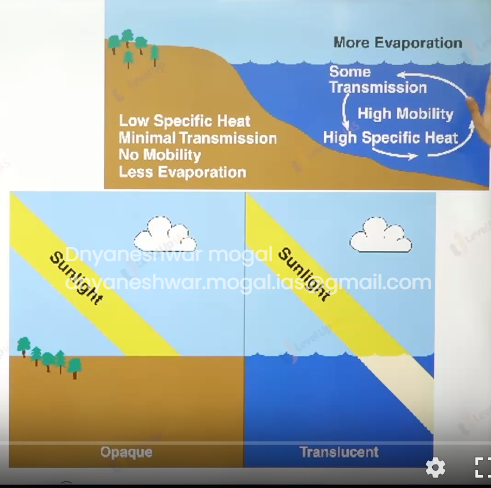 More Evaporation
Some
Transmission
High Mobility
High Specific Heat
Low Specific Heat
Minimal Transmission
No Mobility
Less Evaporation
Dnyaneshwar mogal
dnyaneshwar.mogal.ias@gmail.com
Sunlight
Sunlight
Opaque
Translucent